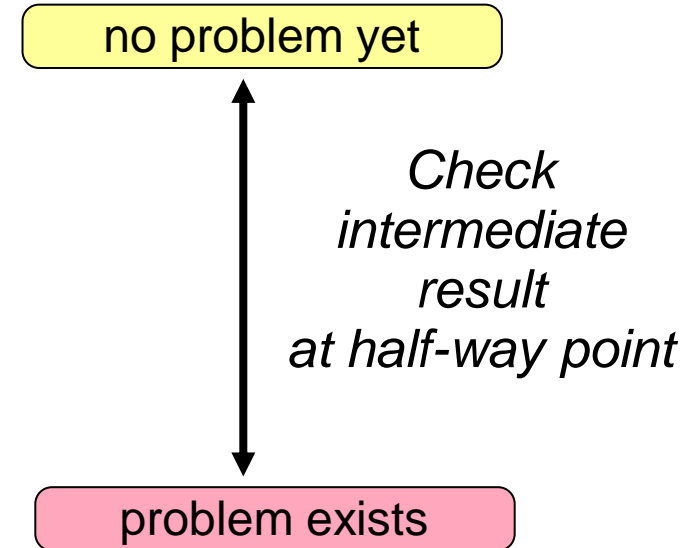 no problem yet
Check
intermediate
result
at half-way point
problem exists